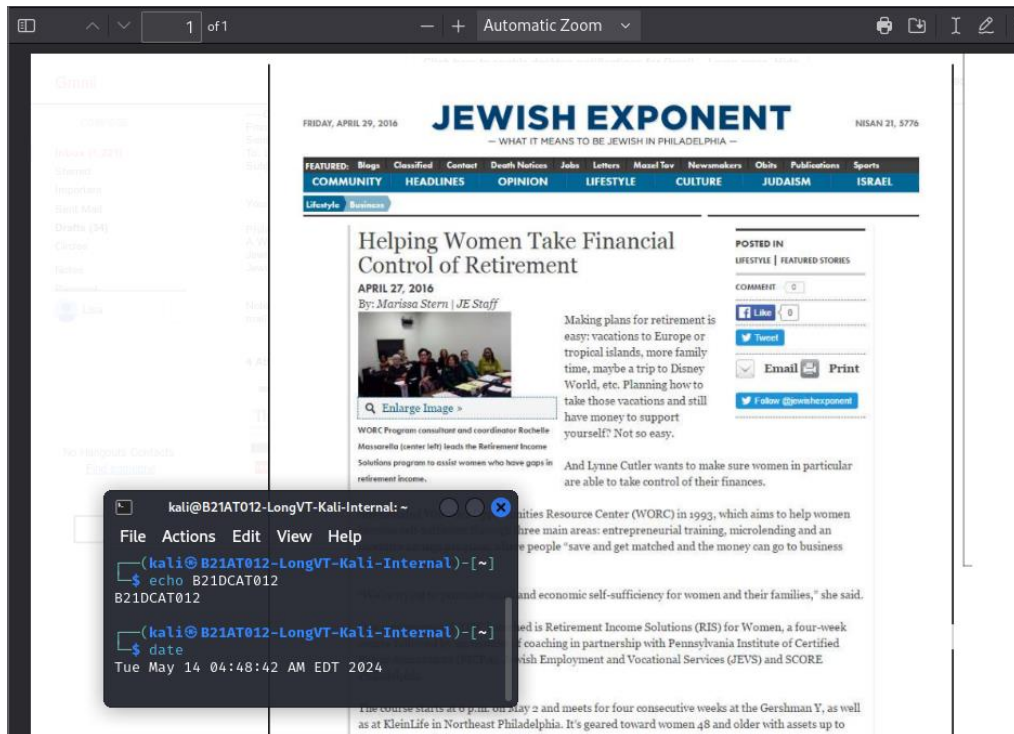 1 of 1
Automatic Zoom
FRIDAY, APRIL 29, 2016
JEWISH EXPONENT
— WHAT IT MEANS TO BE JEWISH IN PHILADELPHIA —
NISAN 21, 5776
FEATURED: Blogs Classified Contact Death Notices Jobs Letters Mazel Tov Newsmakers Obits Publications Sports
COMMUNITY HEADLINES OPINION LIFESTYLE CULTURE JUDAISM ISRAEL
Lifestyle Business
Helping Women Take Financial
Control of Retirement
APRIL 27, 2016
By: Marissa Stern | JE Staff
Enlarge Image »
WORC Program consultant and coordinator Rochelle
Massarella (center left) leads the Retirement Income
Solutions program to assist women who have gaps in
retirement income.
Making plans for retirement is
easy: vacations to Europe or
tropical islands, more family
time, maybe a trip to Disney
World, etc. Planning how to
take those vacations and still
have money to support
yourself? Not so easy.
And Lynne Cutler wants to make sure women in particular
are able to take control of their finances.
POSTED IN
LIFESTYLE | FEATURED STORIES
COMMENT 0
Like 0
Tweet
Email Print
Follow @jewishexponent
Resource Center (WORC) in 1993, which aims to help women
three main areas: entrepreneurial training, microlending and an
people “save and get matched and the money can go to business
and economic self-sufficiency for women and their families,” she said.
is Retirement Income Solutions (RIS) for Women, a four-week
coaching in partnership with Pennsylvania Institute of Certified
Employment and Vocational Services (JEVS) and SCORE
The course starts at 6 p.m. on May 2 and meets for four consecutive weeks at the Gershman Y, as well
as at KleinLife in Northeast Philadelphia. It’s geared toward women 48 and older with assets up to
kali@B21AT012-LongVT-Kali-Internal: ~
File Actions Edit View Help
(kali㉿B21AT012-LongVT-Kali-Internal)-[~]
$ echo B21DCAT012
B21DCAT012
(kali㉿B21AT012-LongVT-Kali-Internal)-[~]
$ date
Tue May 14 04:48:42 AM EDT 2024